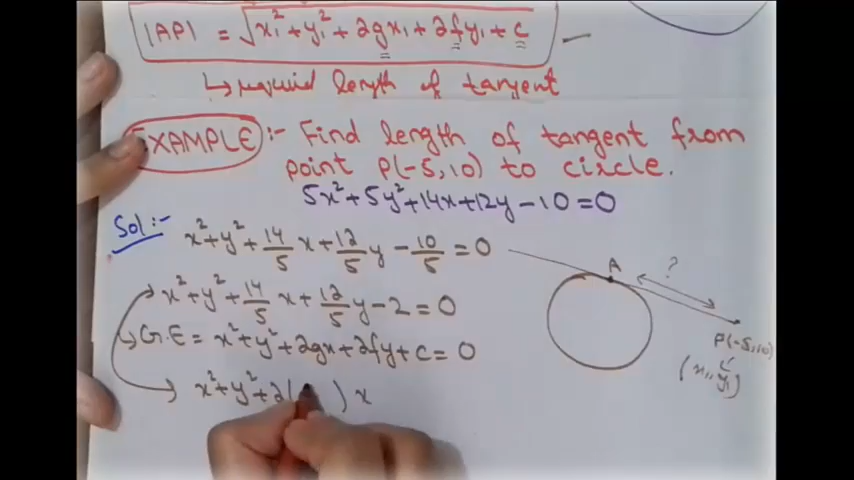 |AP| = √x₁² + y₁² + 2gx₁ + 2fy₁ + c
↳ required length of tangent
EXAMPLE :- Find length of tangent from
point P(-5,10) to circle.
5x²+5y²+14x+12y-10=0
Sol:-
x²+y²+14/5 x+12/5 y-10/5=0
x²+y²+14/5 x+12/5 y-2=0
G.E = x²+y²+2gx+2fy+c=0
x²+y²+2( ) x
A
?
P(-5,10)
(x₁, y₁)